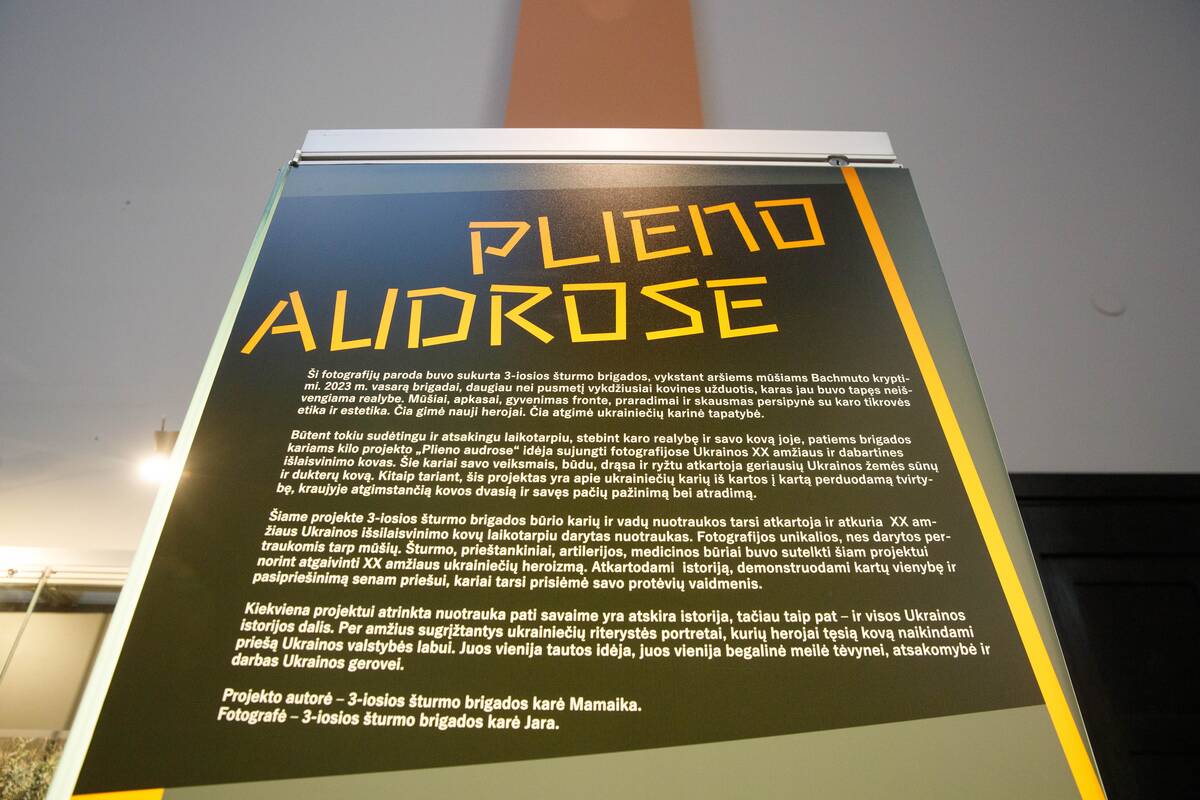 PLIENO
AUDROSE
Ši fotografijų paroda buvo sukurta 3-iosios šturmo brigados, vykstant aršiems mūšiams Bachmuto krypti-
mi. 2023 m. vasarą brigadai, daugiau nei pusmetį vykdžiusiai kovines užduotis, karas jau buvo tapęs neiš-
vengiama realybe. Mūšiai, apkasai, gyvenimas fronte, praradimai ir skausmas persipynė su karo tikrovės
etika ir estetika. Čia gimė nauji herojai. Čia atgimė ukrainiečių karinė tapatybė.
Būtent tokiu sudėtingu ir atsakingu laikotarpiu, stebint karo realybę ir savo kovą joje, patiems brigados
kariams kilo projekto „Plieno audrose“ idėja sujungti fotografijose Ukrainos XX amžiaus ir dabartines
išlaisvinimo kovas. Šie kariai savo veiksmais, būdu, drąsa ir ryžtu atkartoja geriausių Ukrainos žemės sūnų
ir dukterų kovą. Kitaip tariant, šis projektas yra apie ukrainiečių karių iš kartos į kartą perduodamą tvirty-
bę, kraujyje atgimstančią kovos dvasią ir savęs pačių pažinimą bei atradimą.
Šiame projekte 3-iosios šturmo brigados būrio karių ir vadų nuotraukos tarsi atkartoja ir atkuria XX am-
žiaus Ukrainos išsilaisvinimo kovų laikotarpiu darytas nuotraukas. Fotografijos unikalios, nes darytos per-
traukomis tarp mūšių. Šturmo, prieštankiniai, artilerijos, medicinos būriai buvo sutelkti šiam projektui
norint atgaivinti XX amžiaus ukrainiečių heroizmą. Atkartodami istoriją, demonstruodami kartų vienybę ir
pasipriešinimą senam priešui, kariai tarsi prisiėmė savo protėvių vaidmenis.
Kiekviena projektui atrinkta nuotrauka pati savaime yra atskira istorija, tačiau taip pat – ir visos Ukrainos
istorijos dalis. Per amžius sugrįžtantys ukrainiečių riterystės portretai, kurių herojai tęsią kovą naikindami
priešą Ukrainos valstybės labui. Juos vienija tautos idėja, juos vienija begalinė meilė tėvynei, atsakomybė ir
darbas Ukrainos gerovei.
Projekto autorė – 3-iosios šturmo brigados karė Mamaika.
Fotografė – 3-iosios šturmo brigados karė Jara.